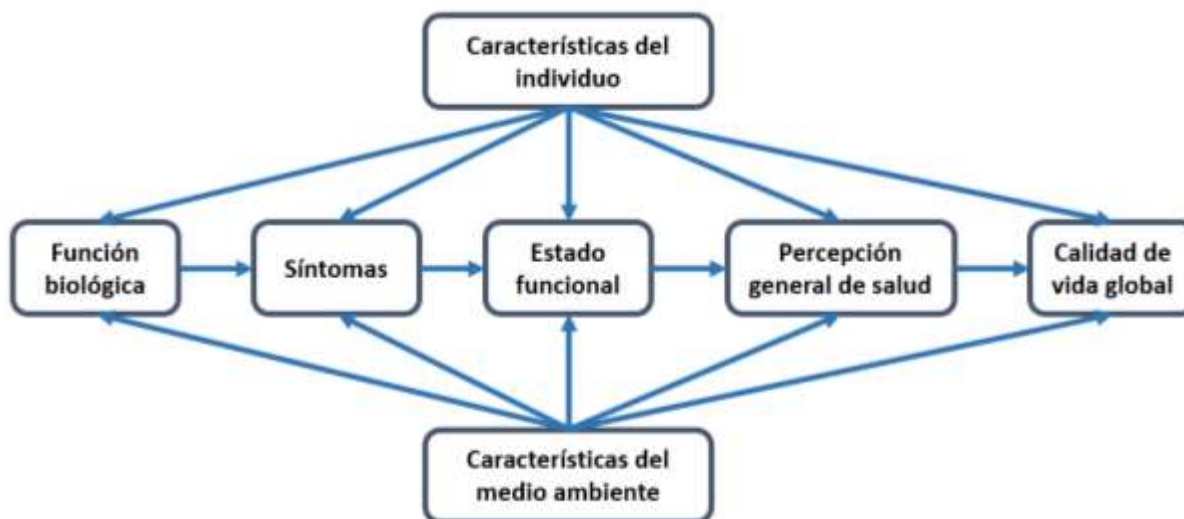 Características del
individuo
Función
biológica
Síntomas
Estado
funcional
Percepción
general de salud
Calidad de
vida global
Características del
medio ambiente